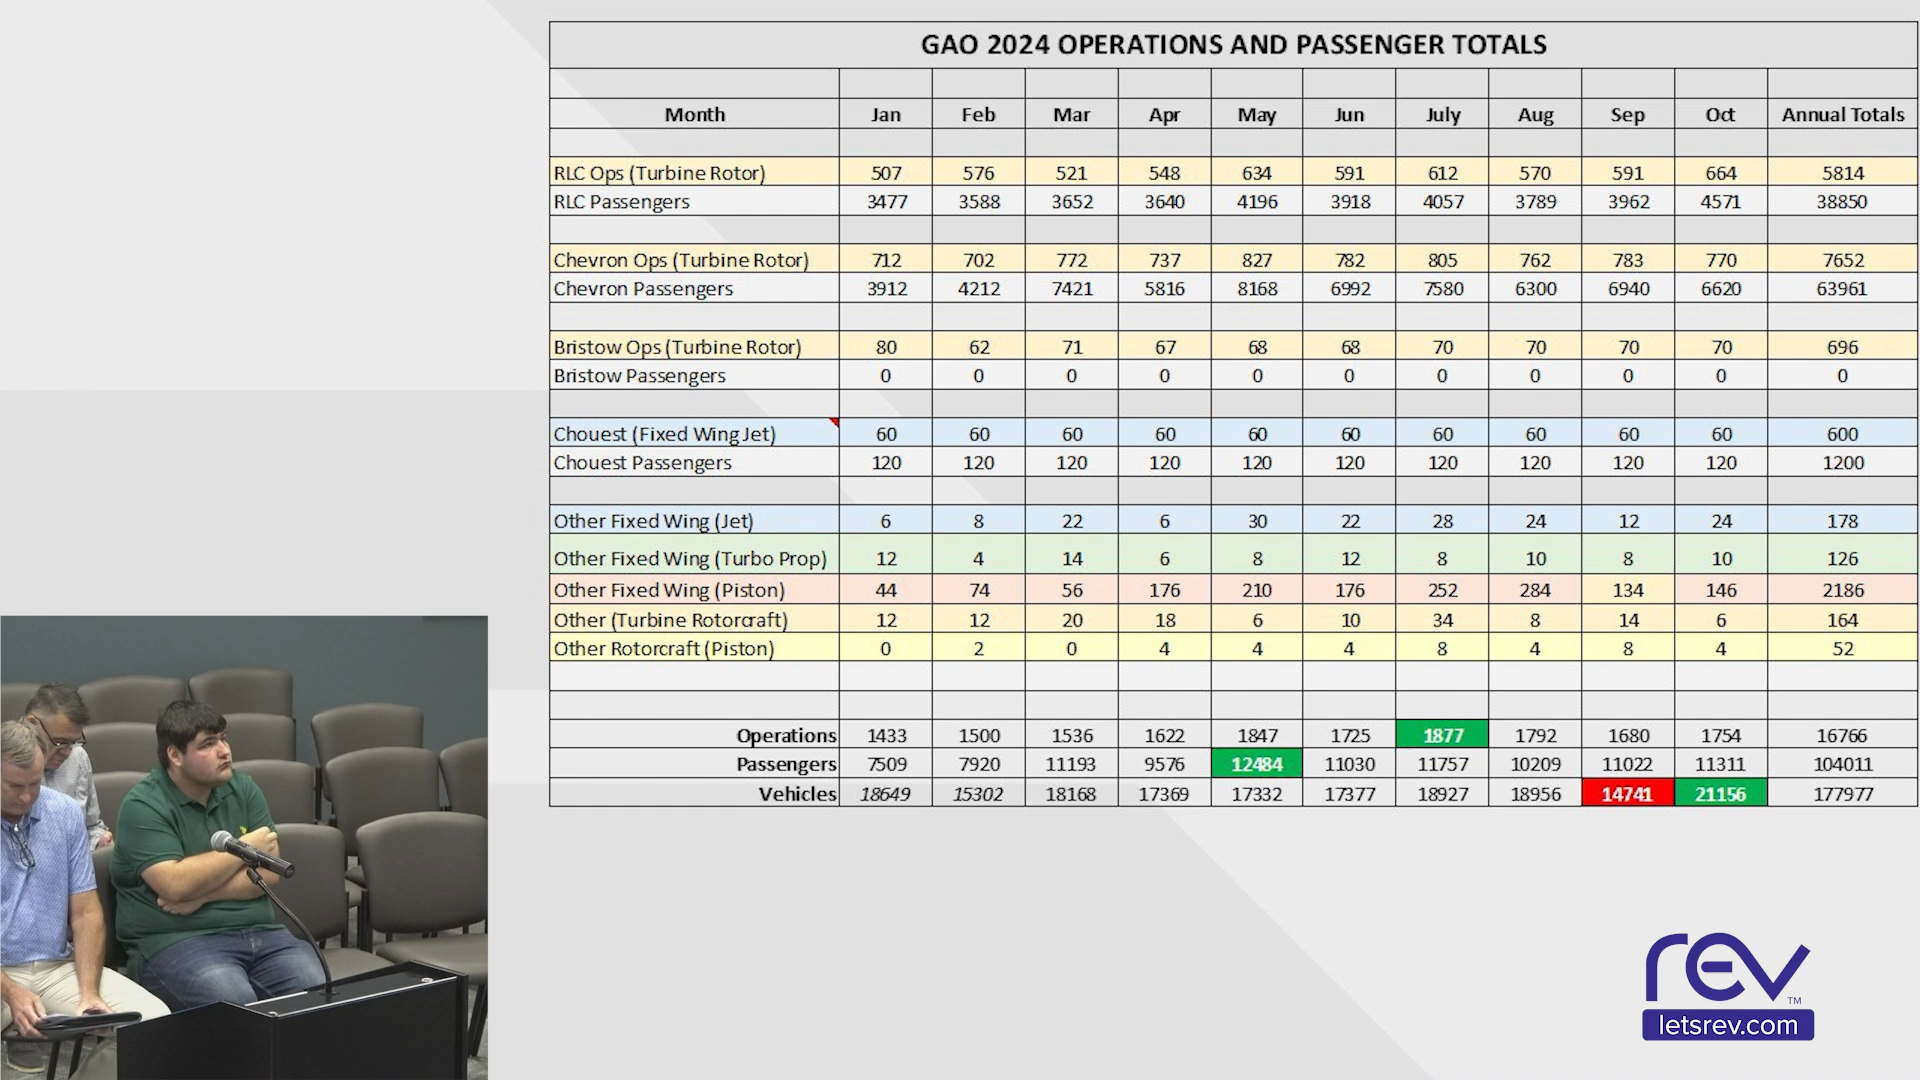 GAO 2024 OPERATIONS AND PASSENGER TOTALS
Month Jan Feb Mar Apr May Jun July Aug Sep Oct Annual Totals
RLC Ops (Turbine Rotor) 507 576 521 548 634 591 612 570 591 664 5814
RLC Passengers 3477 3588 3652 3640 4196 3918 4057 3789 3962 4571 38850
Chevron Ops (Turbine Rotor) 712 702 772 737 827 782 805 762 783 770 7652
Chevron Passengers 3912 4212 7421 5816 8168 6992 7580 6300 6940 6620 63961
Bristow Ops (Turbine Rotor) 80 62 71 67 68 68 70 70 70 70 696
Bristow Passengers 0 0 0 0 0 0 0 0 0 0 0
Chouest (Fixed Wing Jet) 60 60 60 60 60 60 60 60 60 60 600
Chouest Passengers 120 120 120 120 120 120 120 120 120 120 1200
Other Fixed Wing (Jet) 6 8 22 6 30 22 28 24 12 24 178
Other Fixed Wing (Turbo Prop) 12 4 14 6 8 12 8 10 8 10 126
Other Fixed Wing (Piston) 44 74 56 176 210 176 252 284 134 146 2186
Other (Turbine Rotorcraft) 12 12 20 18 6 10 34 8 14 6 164
Other Rotorcraft (Piston) 0 2 0 4 4 4 8 4 8 4 52
Operations 1433 1500 1536 1622 1847 1725 1877 1792 1680 1754 16766
Passengers 7509 7920 11193 9576 12484 11030 11757 10209 11022 11311 104011
Vehicles 18649 15302 18168 17369 17332 17377 18927 18956 14741 21156 177977
rev TM
letsrev.com